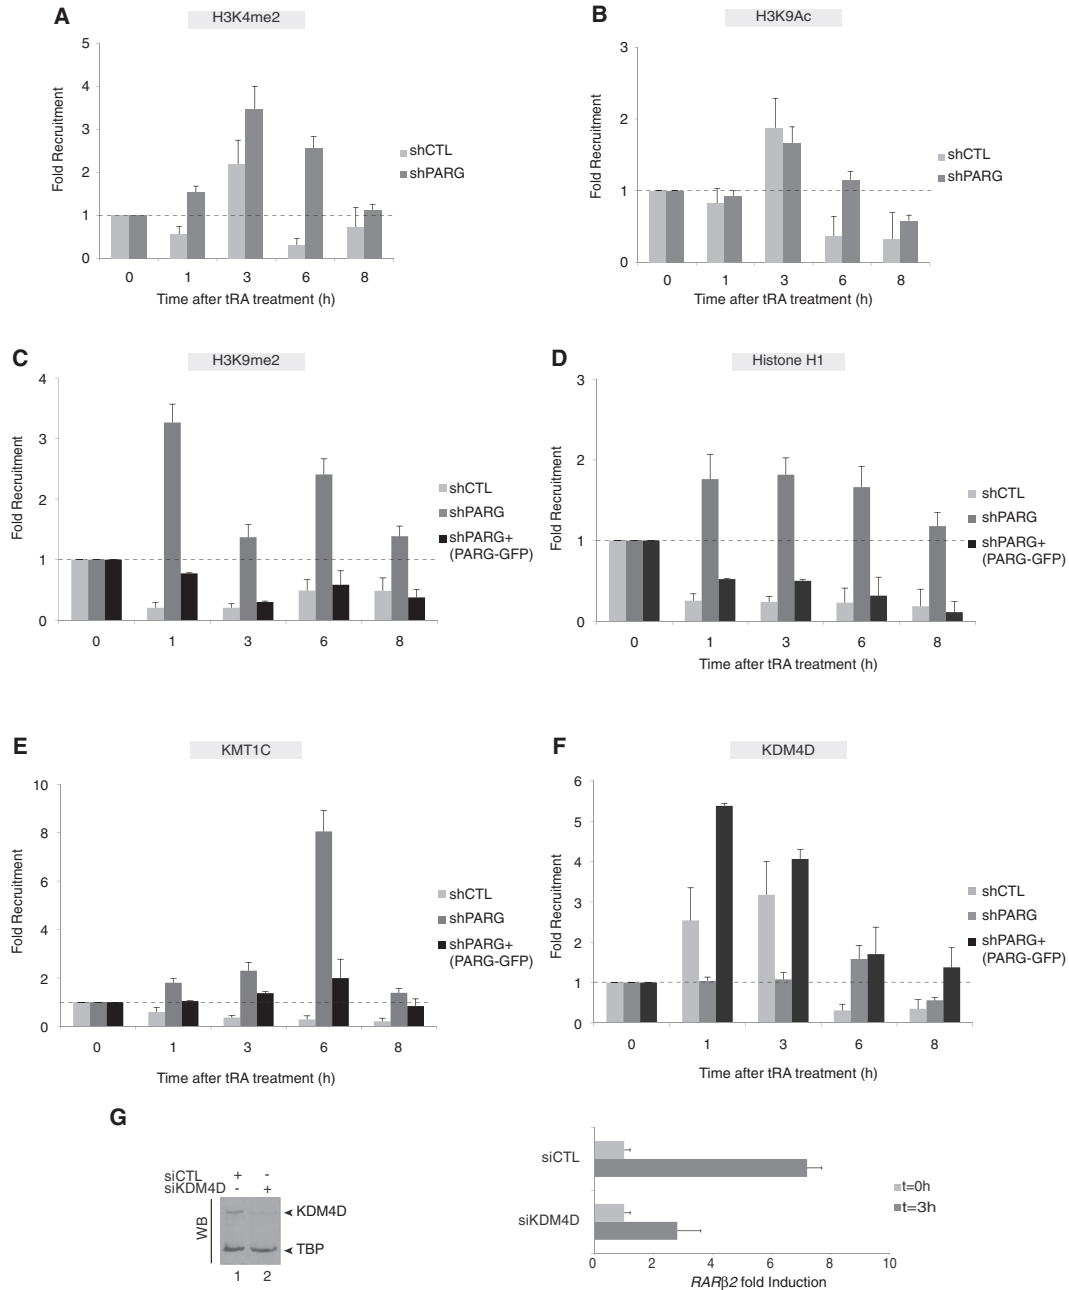 A
H3K4me2
5
4
3
2
1
0
Fold Recruitment
0 1 3 6 8
Time after tRA treatment (h)
shCTL
shPARG
B
H3K9Ac
3
2
1
0
Fold Recruitment
0 1 3 6 8
Time after tRA treatment (h)
shCTL
shPARG
C
H3K9me2
4
3
2
1
0
Fold Recruitment
0 1 3 6 8
shCTL
shPARG
shPARG+
(PARG-GFP)
D
Histone H1
3
2
1
0
Fold Recruitment
0 1 3 6 8
Time after tRA treatment (h)
shCTL
shPARG
shPARG+
(PARG-GFP)
E
KMT1C
10
8
6
4
2
0
Fold Recruitment
0 1 3 6 8
Time after tRA treatment (h)
shCTL
shPARG
shPARG+
(PARG-GFP)
F
KDM4D
6
5
4
3
2
1
0
Fold Recruitment
0 1 3 6 8
Time after tRA treatment (h)
shCTL
shPARG
shPARG+
(PARG-GFP)
G
siCTL + -
siKDM4D - +
WB
KDM4D
TBP
1 2
siCTL
siKDM4D
t=0h
t=3h
0 2 4 6 8 10
RARβ2 fold Induction